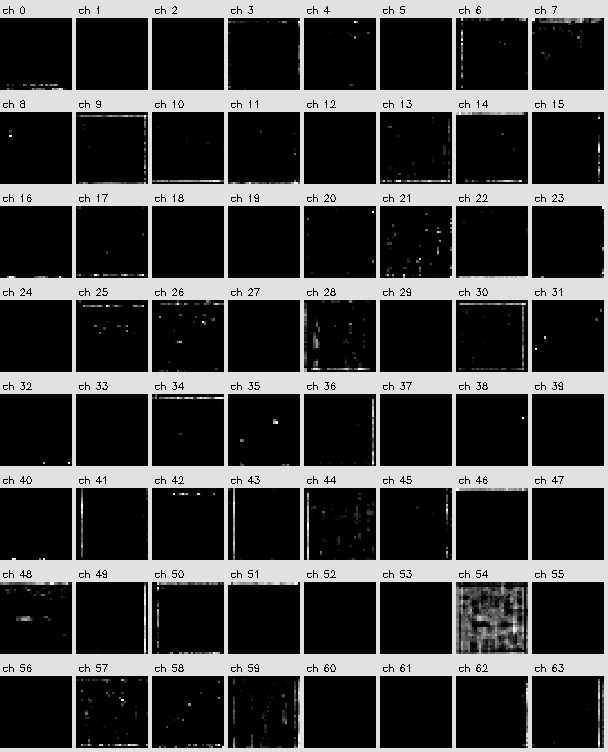 ch 0 ch 1 ch 2 ch 3 ch 4 ch 5 ch 6 ch 7
ch 8 ch 9 ch 10 ch 11 ch 12 ch 13 ch 14 ch 15
ch 16 ch 17 ch 18 ch 19 ch 20 ch 21 ch 22 ch 23
ch 24 ch 25 ch 26 ch 27 ch 28 ch 29 ch 30 ch 31
ch 32 ch 33 ch 34 ch 35 ch 36 ch 37 ch 38 ch 39
ch 40 ch 41 ch 42 ch 43 ch 44 ch 45 ch 46 ch 47
ch 48 ch 49 ch 50 ch 51 ch 52 ch 53 ch 54 ch 55
ch 56 ch 57 ch 58 ch 59 ch 60 ch 61 ch 62 ch 63